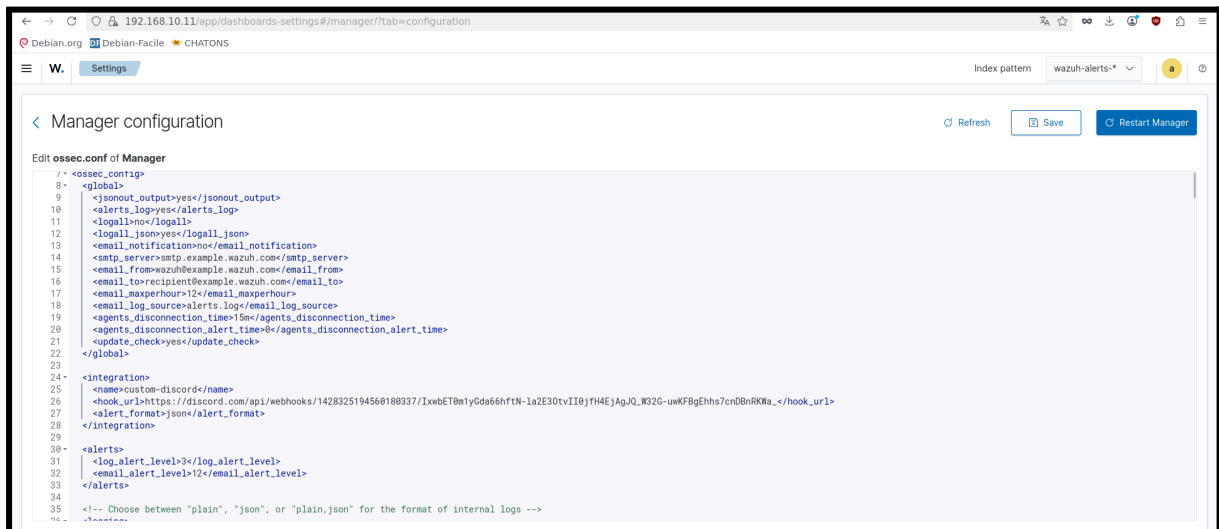 192.168.10.11/app/dashboards-settings#/manager/?tab=configuration
Debian.org DF Debian-Facile CHATONS
W. Settings Index pattern wazuh-alerts-* a
Manager configuration Refresh Save Restart Manager
Edit ossec.conf of Manager
7 <ossec_config>
8 <global>
9 <jsonout_output>yes</jsonout_output>
10 <alerts_log>yes</alerts_log>
11 <logall>no</logall>
12 <logall_json>yes</logall_json>
13 <email_notification>no</email_notification>
14 <smtp_server>smtp.example.wazuh.com</smtp_server>
15 <email_from>wazuh@example.wazuh.com</email_from>
16 <email_to>recipient@example.wazuh.com</email_to>
17 <email_maxperhour>12</email_maxperhour>
18 <email_log_source>alerts.log</email_log_source>
19 <agents_disconnection_time>15m</agents_disconnection_time>
20 <agents_disconnection_alert_time>0</agents_disconnection_alert_time>
21 <update_check>yes</update_check>
22 </global>
23
24 <integration>
25 <name>custom-discord</name>
26 <hook_url>https://discord.com/api/webhooks/1428325194560180337/IxwbET0m1yGda66hftN-la2E3OtvII0jfH4EjAgJQ_W32G-uwKFBgEhhs7cnDBnRKWa_</hook_url>
27 <alert_format>json</alert_format>
28 </integration>
29
30 <alerts>
31 <log_alert_level>3</log_alert_level>
32 <email_alert_level>12</email_alert_level>
33 </alerts>
34
35 <!-- Choose between "plain", "json", or "plain,json" for the format of internal logs -->
36 <logging>